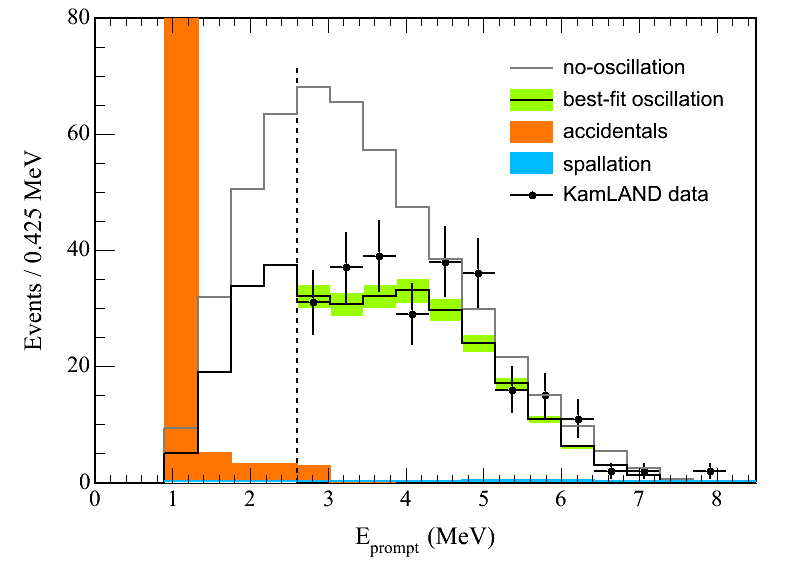 80
60
40
20
0
Events / 0.425 MeV
no-oscillation
best-fit oscillation
accidentals
spallation
KamLAND data
0 1 2 3 4 5 6 7 8
E_prompt (MeV)